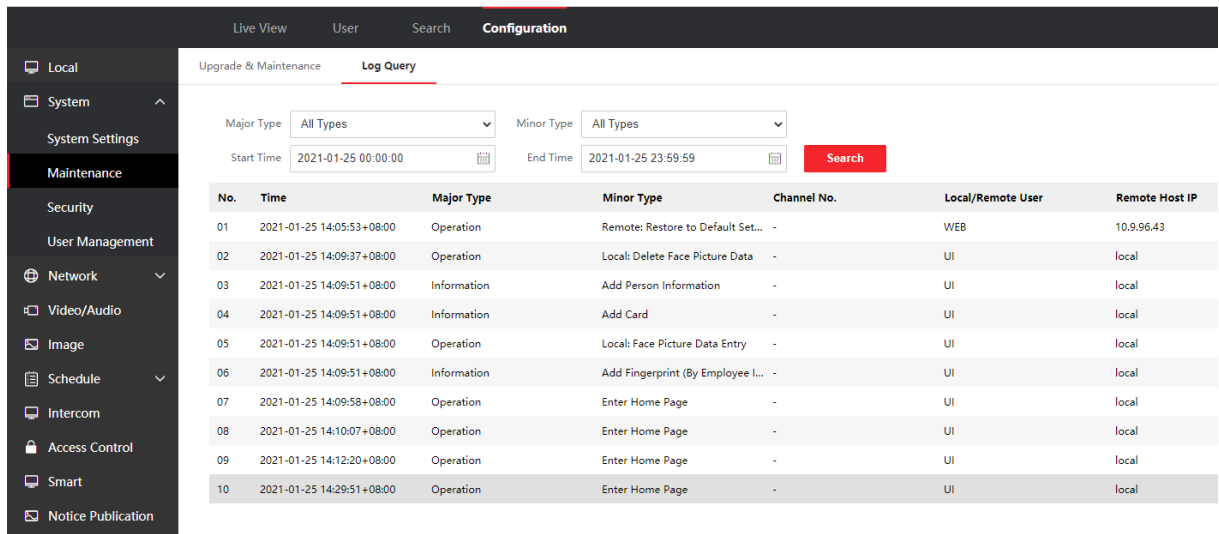 Live View User Search Configuration
Local
System
System Settings
Maintenance
Security
User Management
Network
Video/Audio
Image
Schedule
Intercom
Access Control
Smart
Notice Publication
Upgrade & Maintenance Log Query
Major Type All Types Minor Type All Types
Start Time 2021-01-25 00:00:00 End Time 2021-01-25 23:59:59 Search
No. Time Major Type Minor Type Channel No. Local/Remote User Remote Host IP
01 2021-01-25 14:05:53+08:00 Operation Remote: Restore to Default Set... - WEB 10.9.96.43
02 2021-01-25 14:09:37+08:00 Operation Local: Delete Face Picture Data - UI local
03 2021-01-25 14:09:51+08:00 Information Add Person Information - UI local
04 2021-01-25 14:09:51+08:00 Information Add Card - UI local
05 2021-01-25 14:09:51+08:00 Operation Local: Face Picture Data Entry - UI local
06 2021-01-25 14:09:51+08:00 Information Add Fingerprint (By Employee I... - UI local
07 2021-01-25 14:09:58+08:00 Operation Enter Home Page - UI local
08 2021-01-25 14:10:07+08:00 Operation Enter Home Page - UI local
09 2021-01-25 14:12:20+08:00 Operation Enter Home Page - UI local
10 2021-01-25 14:29:51+08:00 Operation Enter Home Page - UI local